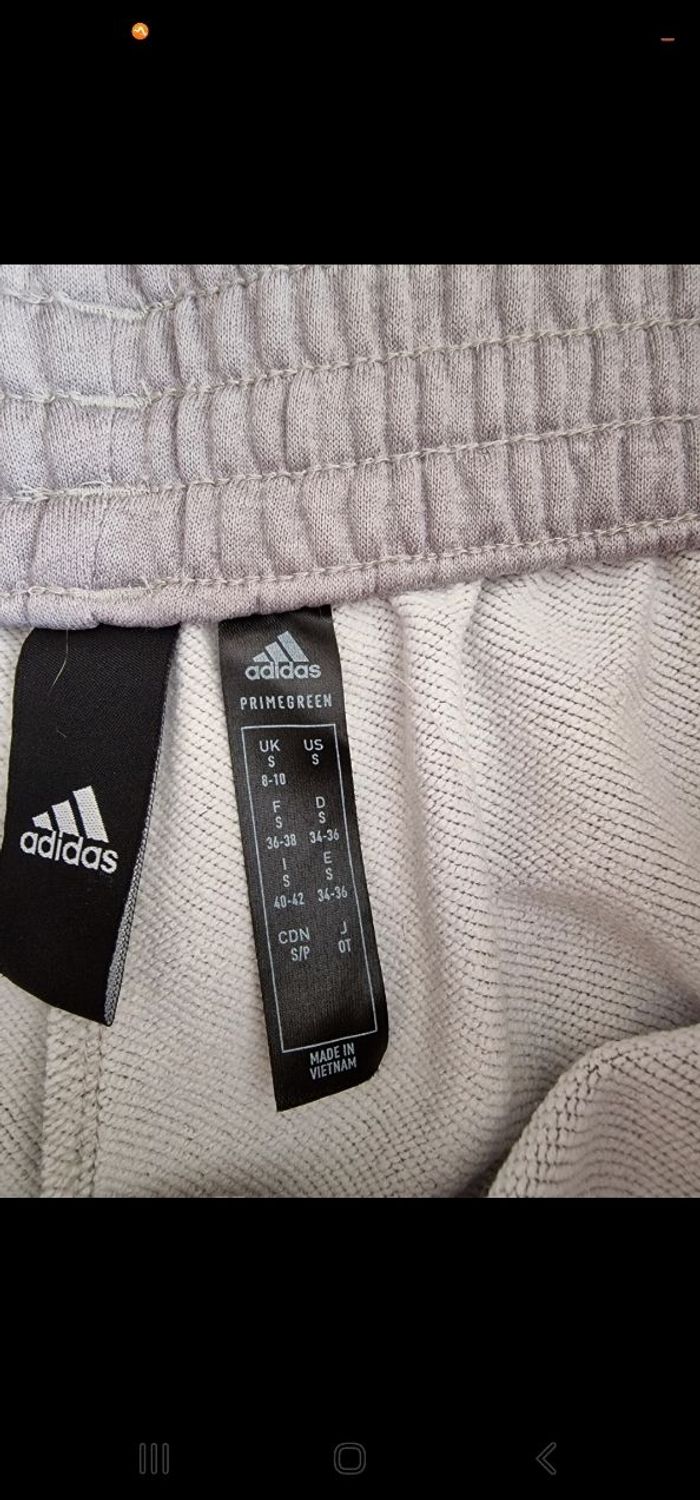 adidas
adidas
PRIMEGREEN
UK US
S S
8-10
F D
S S
36-38 34-36
I E
S S
40-42 34-36
CDN J
S/P OT
MADE IN
VIETNAM